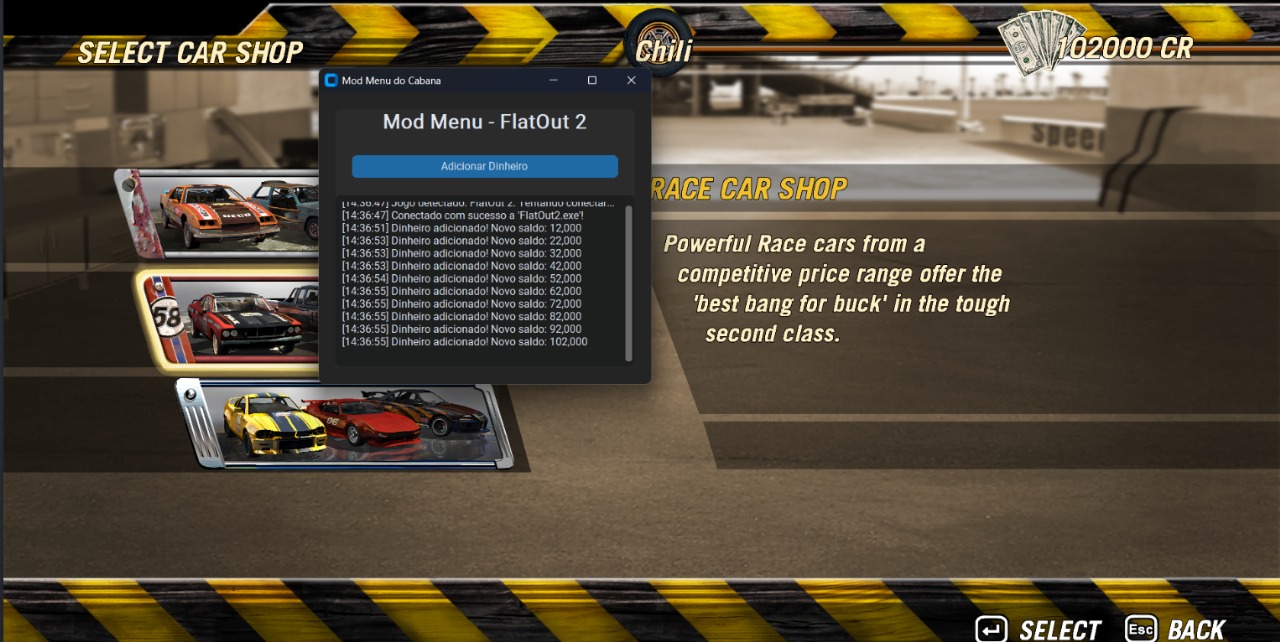 SELECT CAR SHOP
Chili
102000 CR
Mod Menu do Cabana
Mod Menu - FlatOut 2
Adicionar Dinheiro
[14:36:47] Jogo detectado: FlatOut 2. Tentando conectar...
[14:36:47] Conectado com sucesso a 'FlatOut2.exe'!
[14:36:51] Dinheiro adicionado! Novo saldo: 12,000
[14:36:53] Dinheiro adicionado! Novo saldo: 22,000
[14:36:53] Dinheiro adicionado! Novo saldo: 32,000
[14:36:53] Dinheiro adicionado! Novo saldo: 42,000
[14:36:54] Dinheiro adicionado! Novo saldo: 52,000
[14:36:55] Dinheiro adicionado! Novo saldo: 62,000
[14:36:55] Dinheiro adicionado! Novo saldo: 72,000
[14:36:55] Dinheiro adicionado! Novo saldo: 82,000
[14:36:55] Dinheiro adicionado! Novo saldo: 92,000
[14:36:55] Dinheiro adicionado! Novo saldo: 102,000
RACE CAR SHOP
Powerful Race cars from a
competitive price range offer the
'best bang for buck' in the tough
second class.
speed
58
SELECT
Esc
BACK